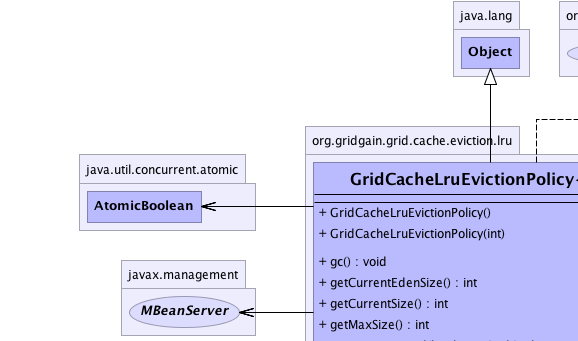 java.lang
or
Object
org.gridgain.grid.cache.eviction.lru
java.util.concurrent.atomic
GridCacheLruEvictionPolicy
AtomicBoolean
+ GridCacheLruEvictionPolicy()
+ GridCacheLruEvictionPolicy(int)
+ gc() : void
javax.management
+ getCurrentEdenSize() : int
+ getCurrentSize() : int
MBeanServer
+ getMaxSize() : int